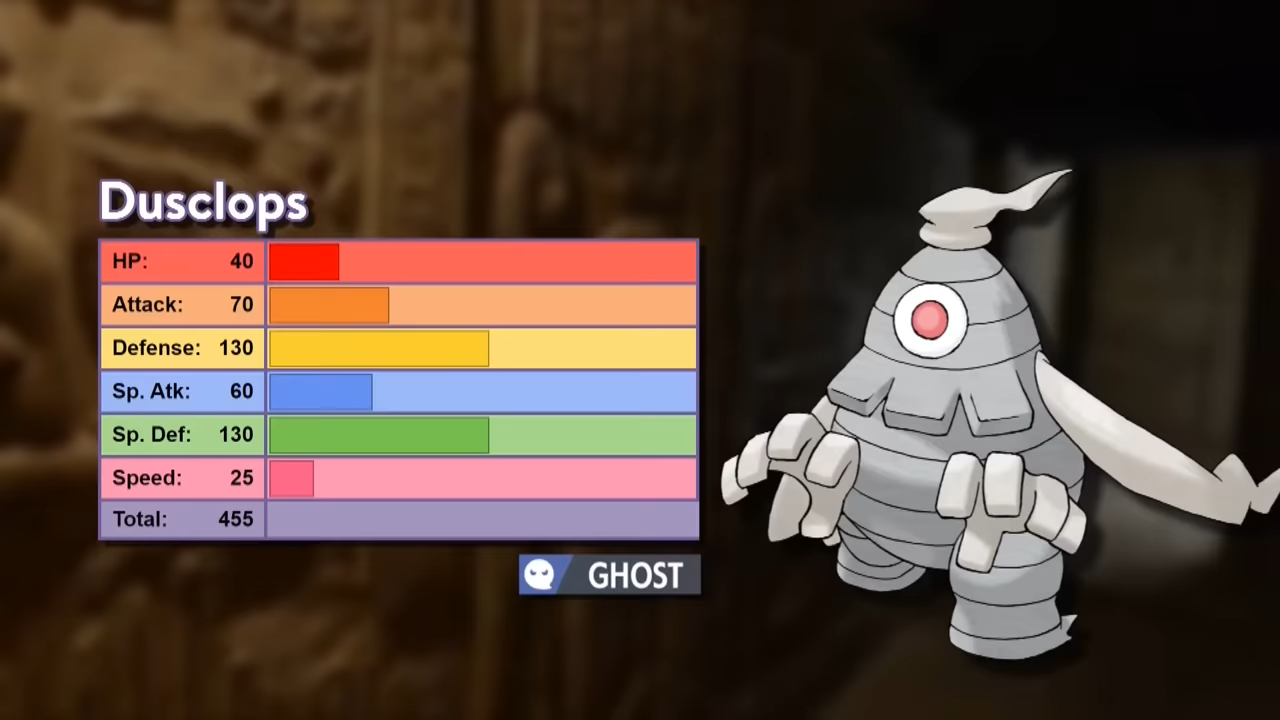 Dusclops
HP: 40
Attack: 70
Defense: 130
Sp. Atk: 60
Sp. Def: 130
Speed: 25
Total: 455
GHOST